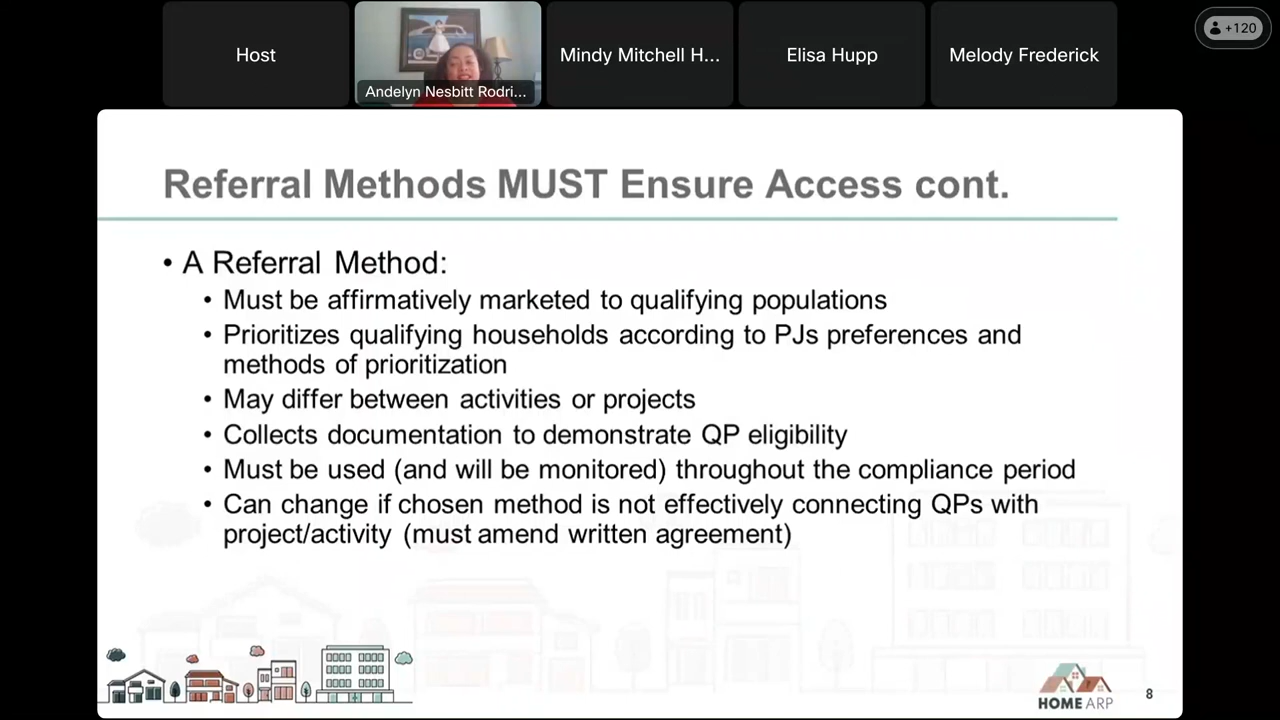 Host
Andelyn Nesbitt Rodri...
Mindy Mitchell H...
Elisa Hupp
Melody Frederick
+120
Referral Methods MUST Ensure Access cont.
• A Referral Method:
• Must be affirmatively marketed to qualifying populations
• Prioritizes qualifying households according to PJs preferences and
methods of prioritization
• May differ between activities or projects
• Collects documentation to demonstrate QP eligibility
• Must be used (and will be monitored) throughout the compliance period
• Can change if chosen method is not effectively connecting QPs with
project/activity (must amend written agreement)
HOME ARP
8